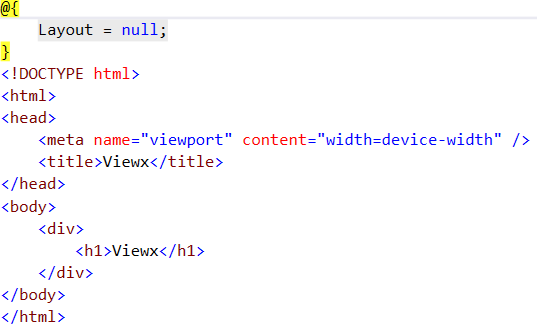 @{
    Layout = null;
}
<!DOCTYPE html>
<html>
<head>
    <meta name="viewport" content="width=device-width" />
    <title>Viewx</title>
</head>
<body>
    <div>
        <h1>Viewx</h1>
    </div>
</body>
</html>